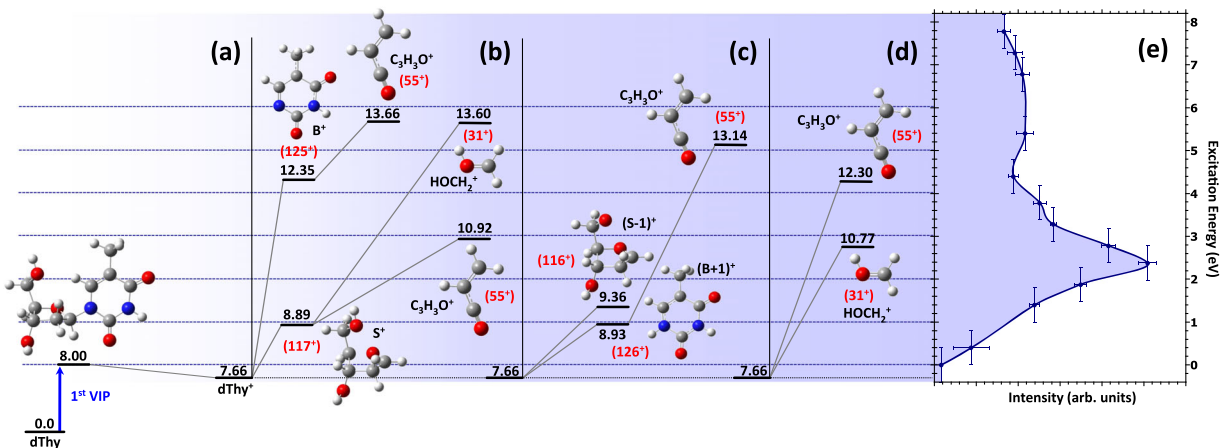 (a)
(b)
(c)
(d)
(e)
0.0
dThy
1st VIP
8.00
7.66
dThy+
B+
(125+)
12.35
C3H3O+
(55+)
13.66
8.89
(117+)
S+
13.60
(31+)
HOCH2+
10.92
C3H3O+
(55+)
7.66
(S-1)+
(116+)
9.36
8.93
(126+)
(B+1)+
C3H3O+
(55+)
13.14
7.66
C3H3O+
(55+)
12.30
10.77
(31+)
HOCH2+
8
7
6
5
4
3
2
1
0
Excitation Energy (eV)
Intensity (arb. units)